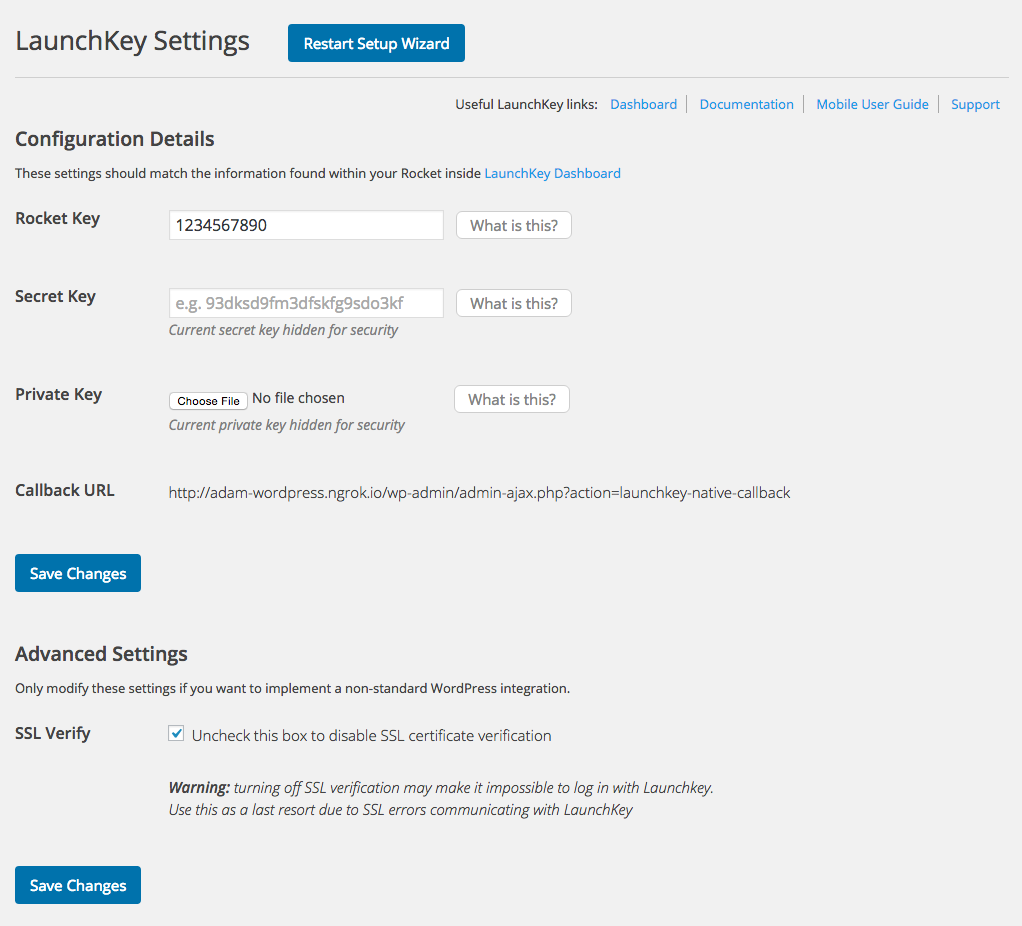 LaunchKey Settings Restart Setup Wizard
Useful LaunchKey links: Dashboard Documentation Mobile User Guide Support
Configuration Details
These settings should match the information found within your Rocket inside LaunchKey Dashboard
Rocket Key 1234567890 What is this?
Secret Key e.g. 93dksd9fm3dfskfg9sdo3kf What is this?
Current secret key hidden for security
Private Key Choose File No file chosen What is this?
Current private key hidden for security
Callback URL http://adam-wordpress.ngrok.io/wp-admin/admin-ajax.php?action=launchkey-native-callback
Save Changes
Advanced Settings
Only modify these settings if you want to implement a non-standard WordPress integration.
SSL Verify Uncheck this box to disable SSL certificate verification
Warning: turning off SSL verification may make it impossible to log in with Launchkey.
Use this as a last resort due to SSL errors communicating with LaunchKey
Save Changes